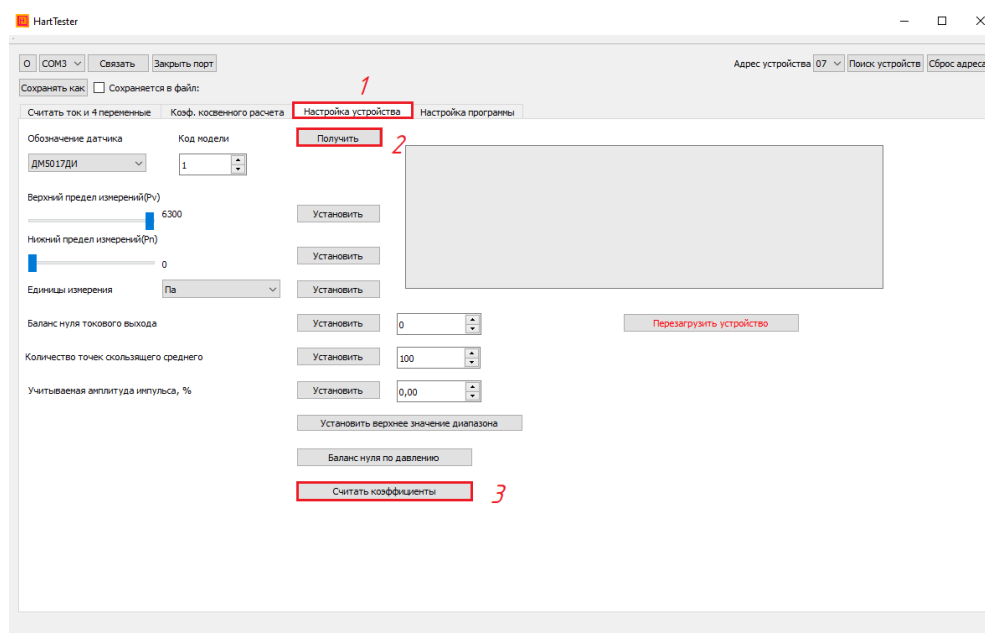 HartTester
О COM3 Связать Закрыть порт Адрес устройства 07 Поиск устройств Сброс адреса
Сохранять как Сохраняется в файл:
1
Считать ток и 4 переменные Коэф. косвенного расчета Настройка устройства Настройка программы
Обозначение датчика Код модели Получить 2
ДМ5017ДИ 1
Верхний предел измерений(Pv)
6300 Установить
Нижний предел измерений(Pn)
0 Установить
Единицы измерения Па Установить
Баланс нуля токового выхода Установить 0 Перезагрузить устройство
Количество точек скользящего среднего Установить 100
Учитываемая амплитуда импульса, % Установить 0,00
Установить верхнее значение диапазона
Баланс нуля по давлению
Считать коэффициенты 3